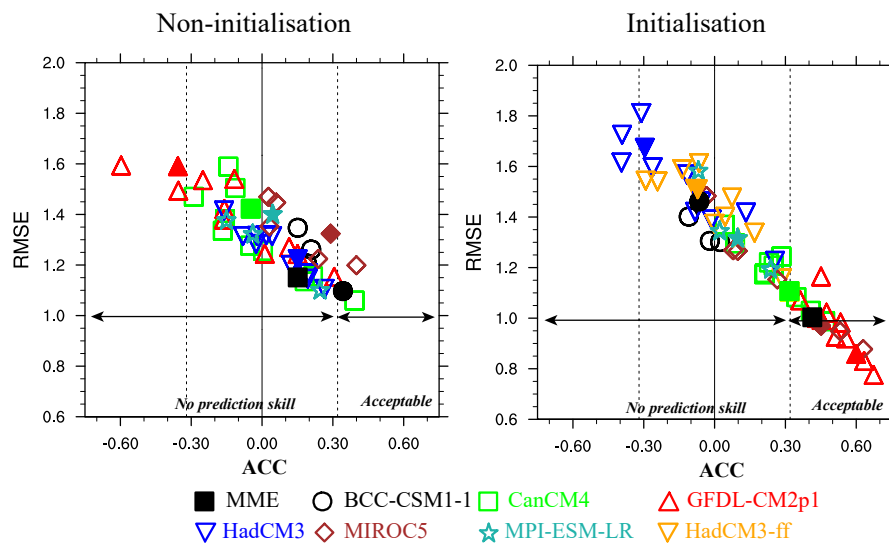 Non-initialisation
Initialisation
2.0
1.8
1.6
1.4
1.2
1.0
0.8
0.6
RMSE
No prediction skill
Acceptable
-0.60
-0.30
0.00
0.30
0.60
ACC
2.0
1.8
1.6
1.4
1.2
1.0
0.8
0.6
RMSE
No prediction skill
Acceptable
-0.60
-0.30
0.00
0.30
0.60
ACC
MME
BCC-CSM1-1
CanCM4
GFDL-CM2p1
HadCM3
MIROC5
MPI-ESM-LR
HadCM3-ff